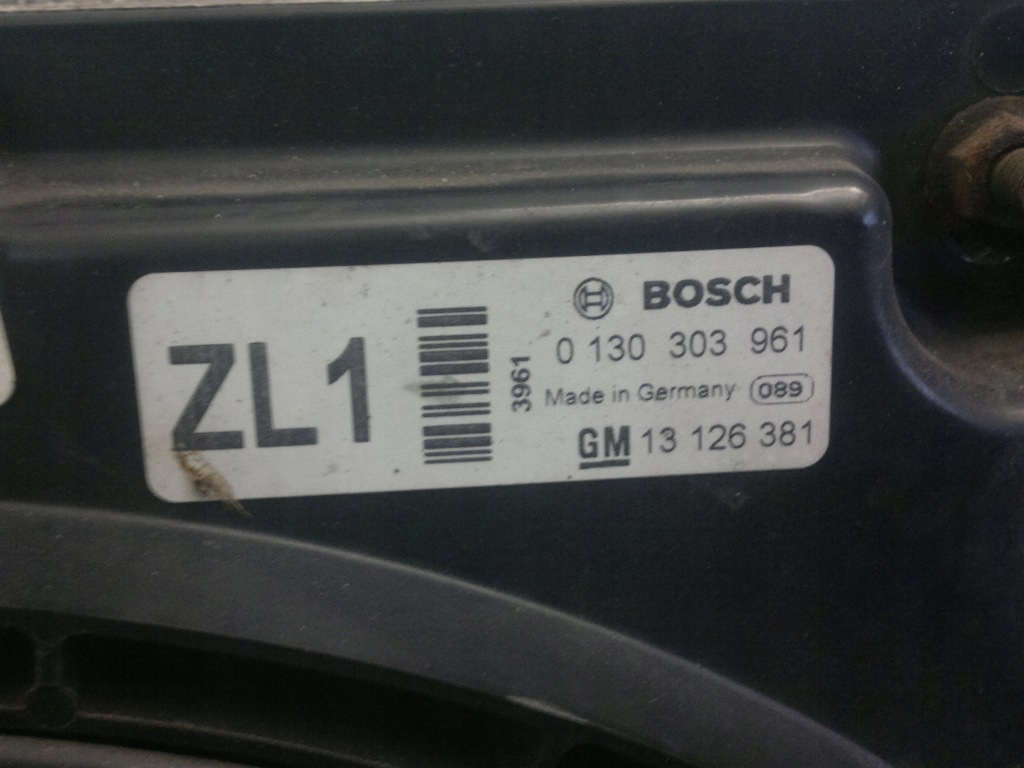 ZL1
3961
BOSCH
0 130 303 961
Made in Germany 089
GM 13 126 381